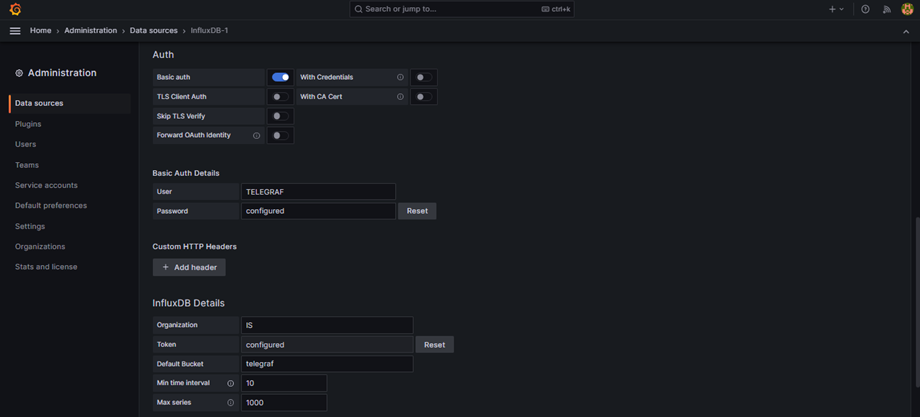 Search or jump to...
ctrl+k
Home > Administration > Data sources > InfluxDB-1
Administration
Data sources
Plugins
Users
Teams
Service accounts
Default preferences
Settings
Organizations
Stats and license
Auth
Basic auth
With Credentials
TLS Client Auth
With CA Cert
Skip TLS Verify
Forward OAuth Identity
Basic Auth Details
User TELEGRAF
Password configured Reset
Custom HTTP Headers
+ Add header
InfluxDB Details
Organization IS
Token configured Reset
Default Bucket telegraf
Min time interval 10
Max series 1000